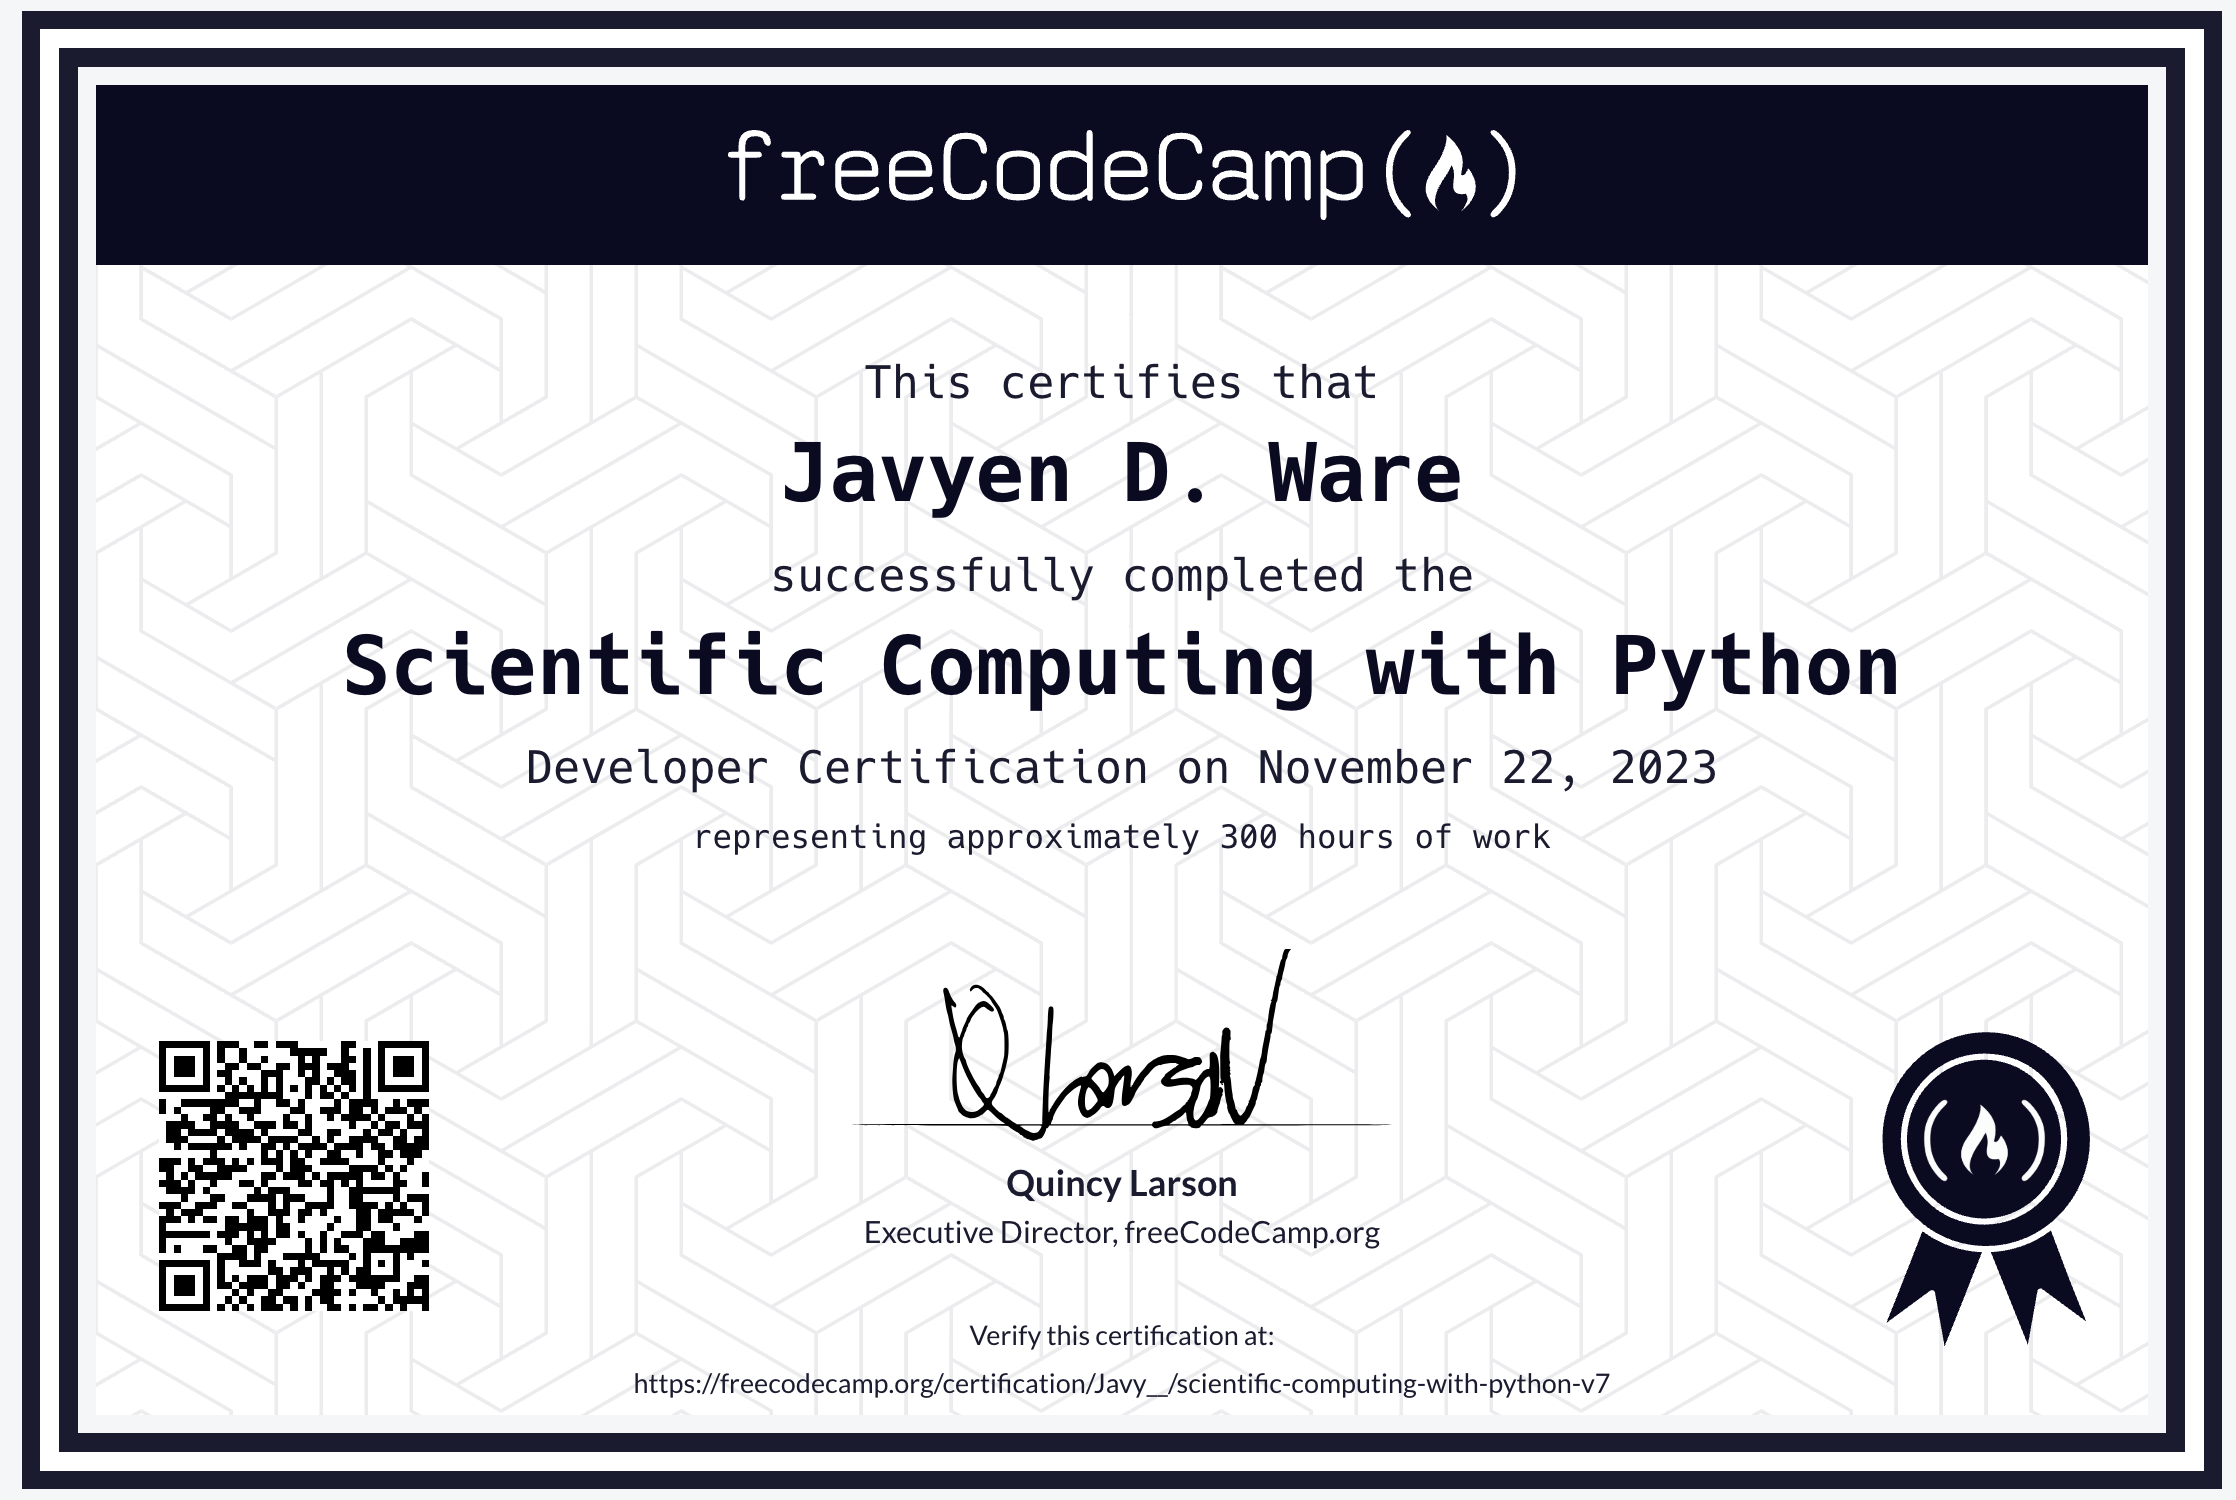 freeCodeCamp
This certifies that
Javyen D. Ware
successfully completed the
Scientific Computing with Python
Developer Certification on November 22, 2023
representing approximately 300 hours of work
Q Larson
Quincy Larson
Executive Director, freeCodeCamp.org
Verify this certification at:
https://freecodecamp.org/certification/Javy__/scientific-computing-with-python-v7